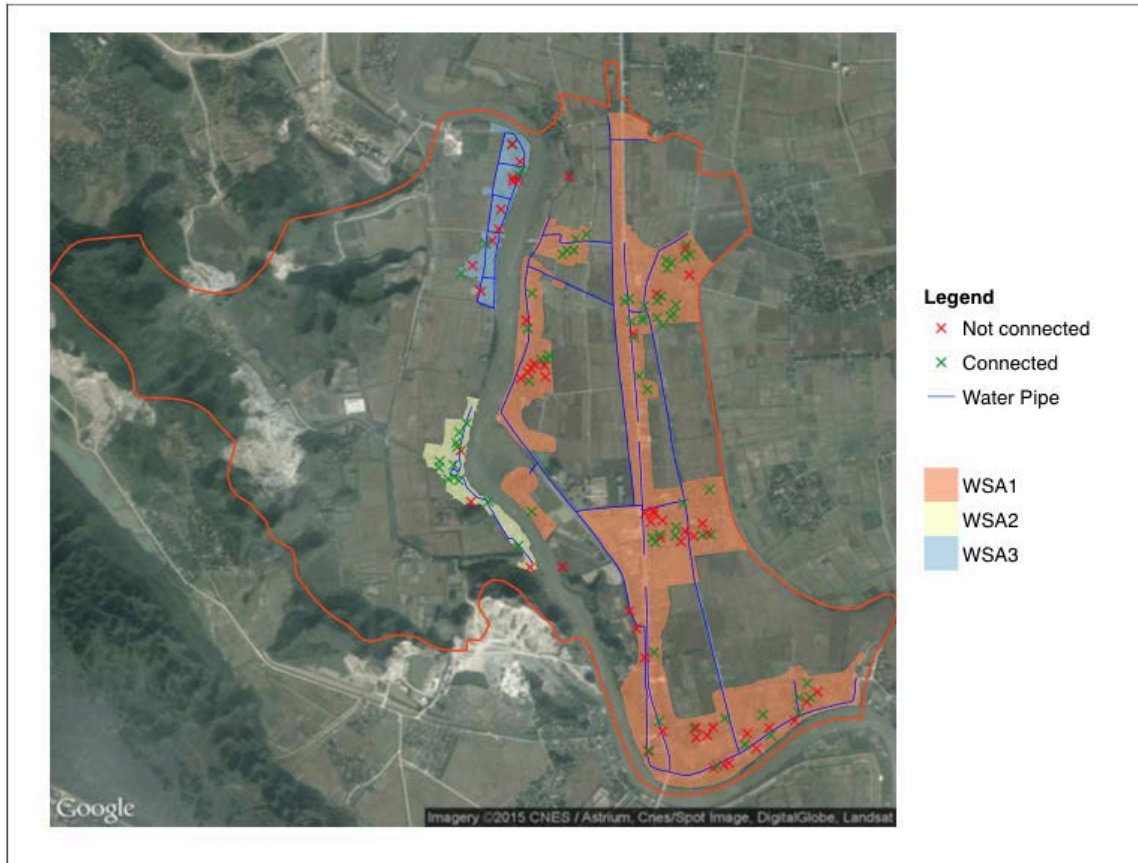 Legend
Not connected
Connected
Water Pipe
WSA1
WSA2
WSA3
Google
Imagery ©2015 CNES / Astrium, Cnes/Spot Image, DigitalGlobe, Landsat